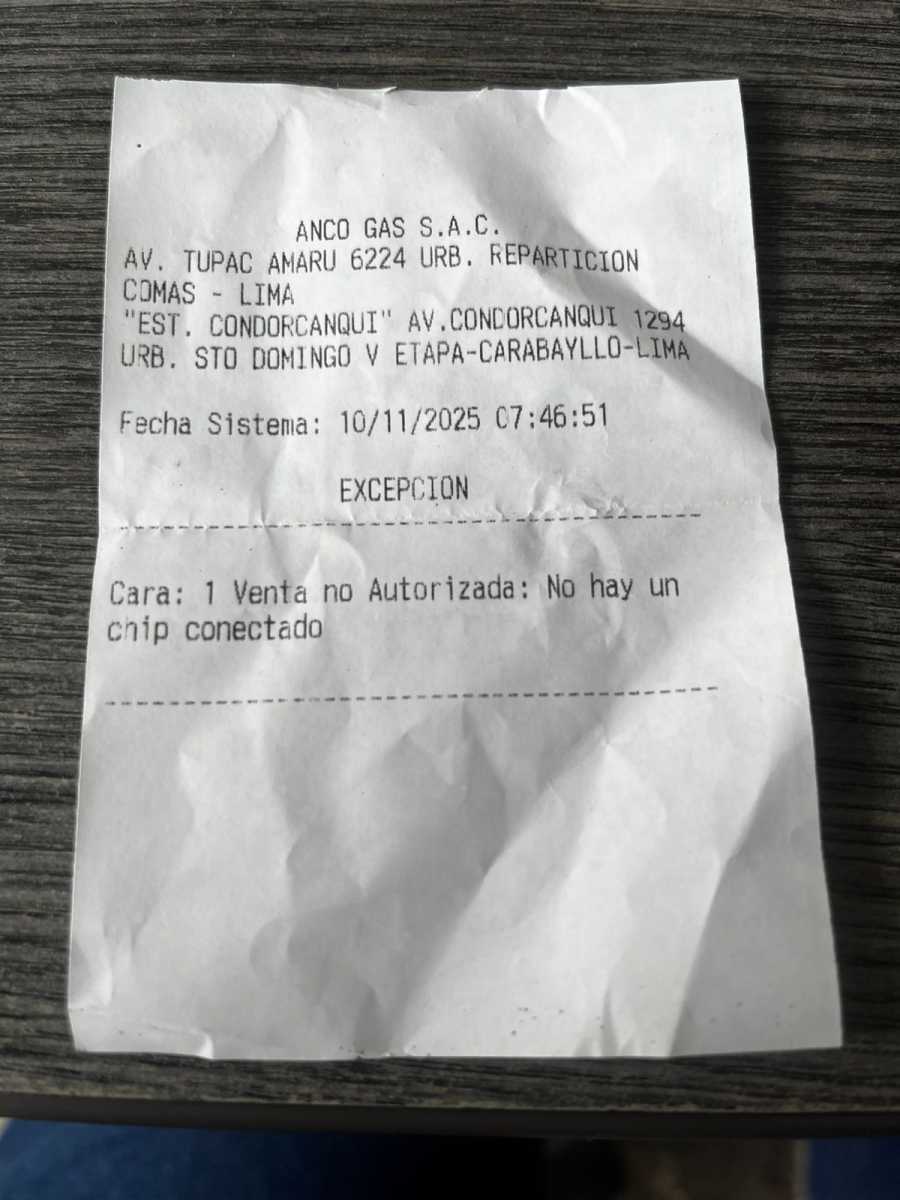 ANCO GAS S.A.C.
AV. TUPAC AMARU 6224 URB. REPARTICION
COMAS - LIMA
"EST. CONDORCANQUI" AV.CONDORCANQUI 1294
URB. STO DOMINGO V ETAPA-CARABAYLLO-LIMA
Fecha Sistema: 10/11/2025 07:46:51
EXCEPCION
Cara: 1 Venta no Autorizada: No hay un
chip conectado